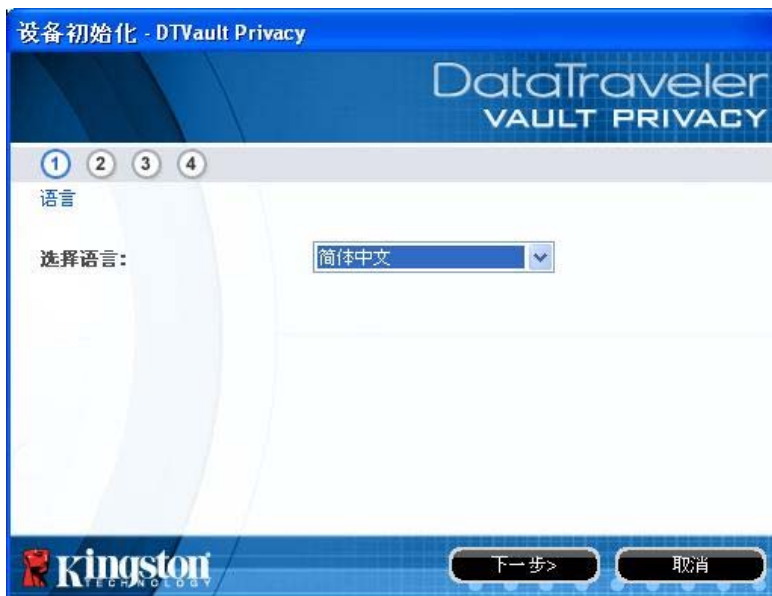 设备初始化 - DTVault Privacy
DataTraveler
VAULT PRIVACY
1 2 3 4
语言
选择语言:
简体中文
Kingston
TECHNOLOGY
下一步>
取消